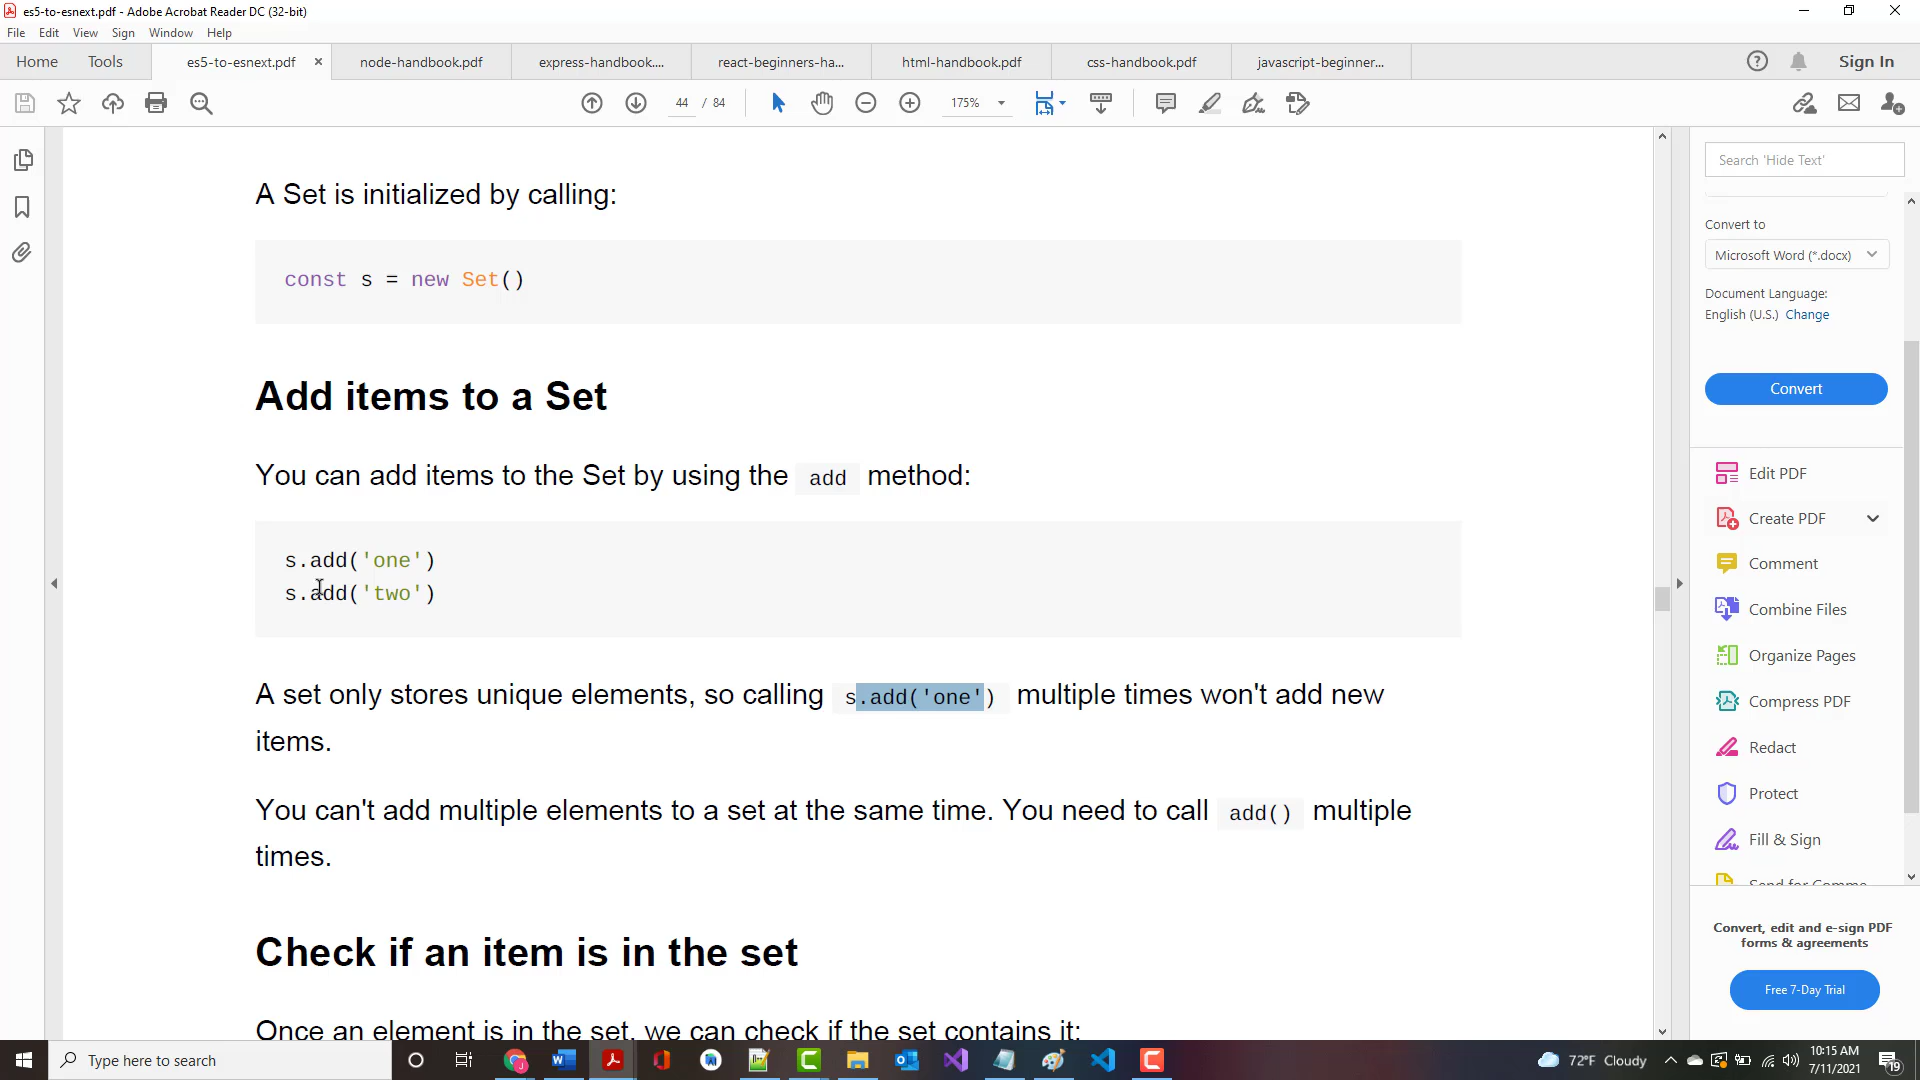 es5-to-esnext.pdf - Adobe Acrobat Reader DC (32-bit)
File Edit View Sign Window Help
Home Tools es5-to-esnext.pdf × node-handbook.pdf express-handbook.... react-beginners-ha... html-handbook.pdf css-handbook.pdf javascript-beginner... Sign In
44 / 84 175%
A Set is initialized by calling:
const s = new Set()
Add items to a Set
You can add items to the Set by using the add method:
s.add('one')
s.add('two')
A set only stores unique elements, so calling s.add('one') multiple times won't add new
items.
You can't add multiple elements to a set at the same time. You need to call add() multiple
times.
Check if an item is in the set
Once an element is in the set, we can check if the set contains it:
Search 'Hide Text'
Convert to
Microsoft Word (*.docx)
Document Language:
English (U.S.) Change
Convert
Edit PDF
Create PDF
Comment
Combine Files
Organize Pages
Compress PDF
Redact
Protect
Fill & Sign
Send for Comme
Convert, edit and e-sign PDF
forms & agreements
Free 7-Day Trial
Type here to search
72°F Cloudy
10:15 AM
7/11/2021
19